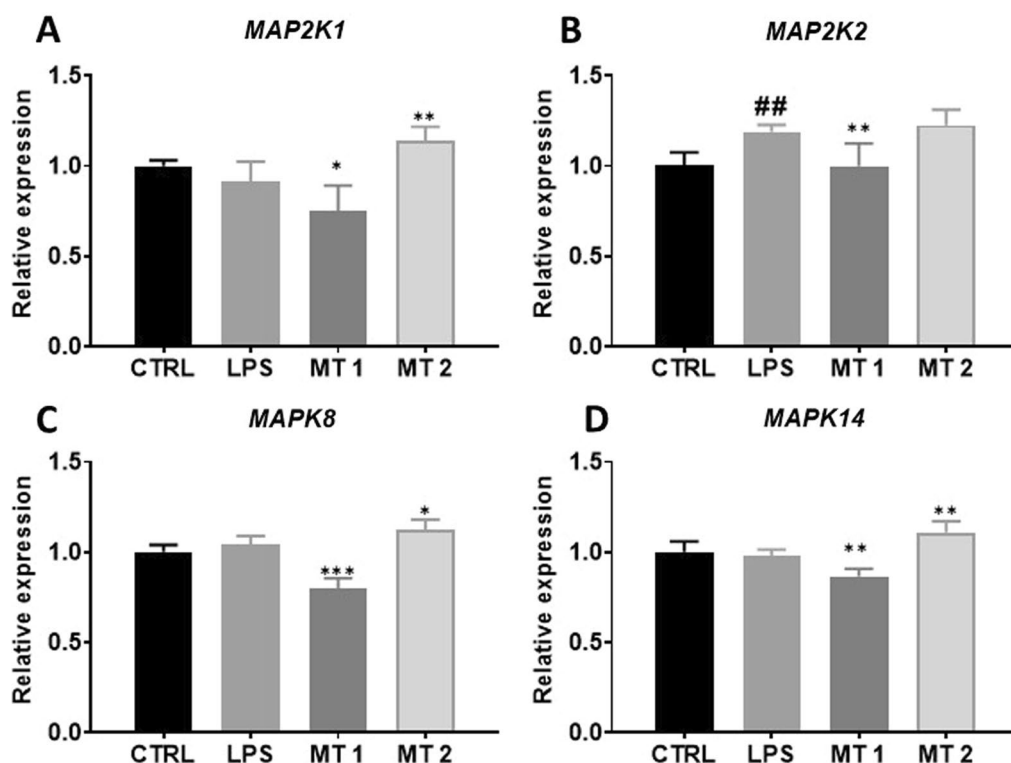 A
MAP2K1
Relative expression
1.5
1.0
0.5
0.0
*
**
CTRL LPS MT 1 MT 2
B
MAP2K2
Relative expression
1.5
1.0
0.5
0.0
##
**
CTRL LPS MT 1 MT 2
C
MAPK8
Relative expression
1.5
1.0
0.5
0.0
***
*
CTRL LPS MT 1 MT 2
D
MAPK14
Relative expression
1.5
1.0
0.5
0.0
**
**
CTRL LPS MT 1 MT 2